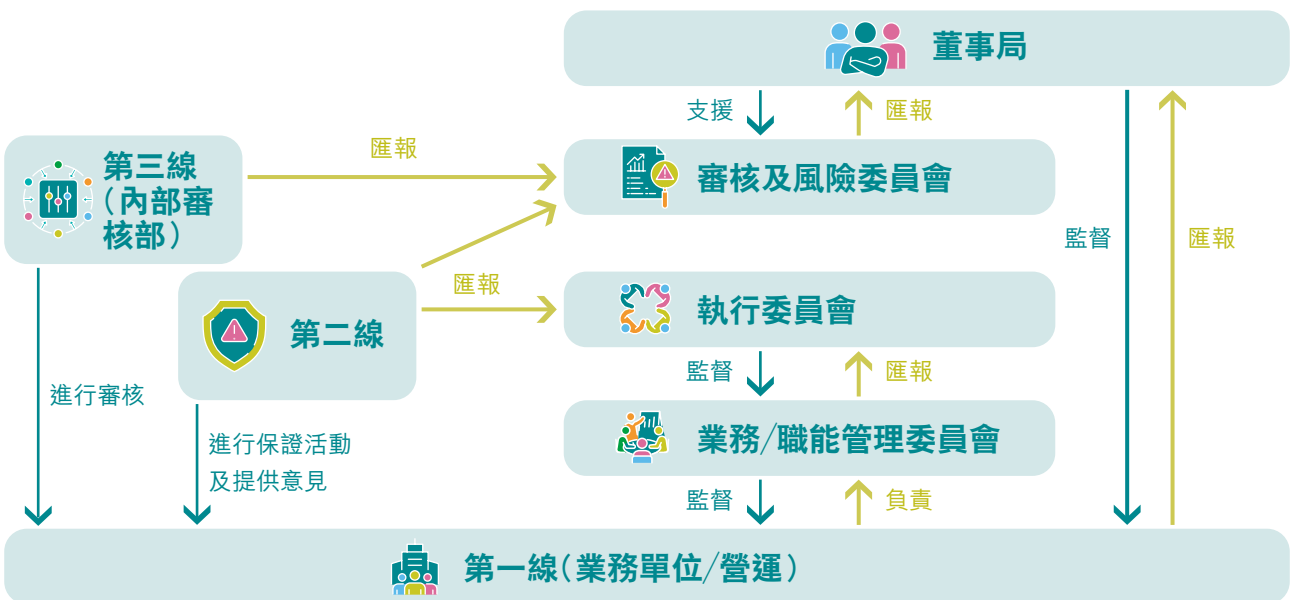 董事局
支援
匯報
匯報
第三線
（內部審
核部）
審核及風險委員會
監督
匯報
匯報
第二線
執行委員會
進行審核
監督
匯報
進行保證活動
及提供意見
業務/職能管理委員會
監督
負責
第一線（業務單位/營運）